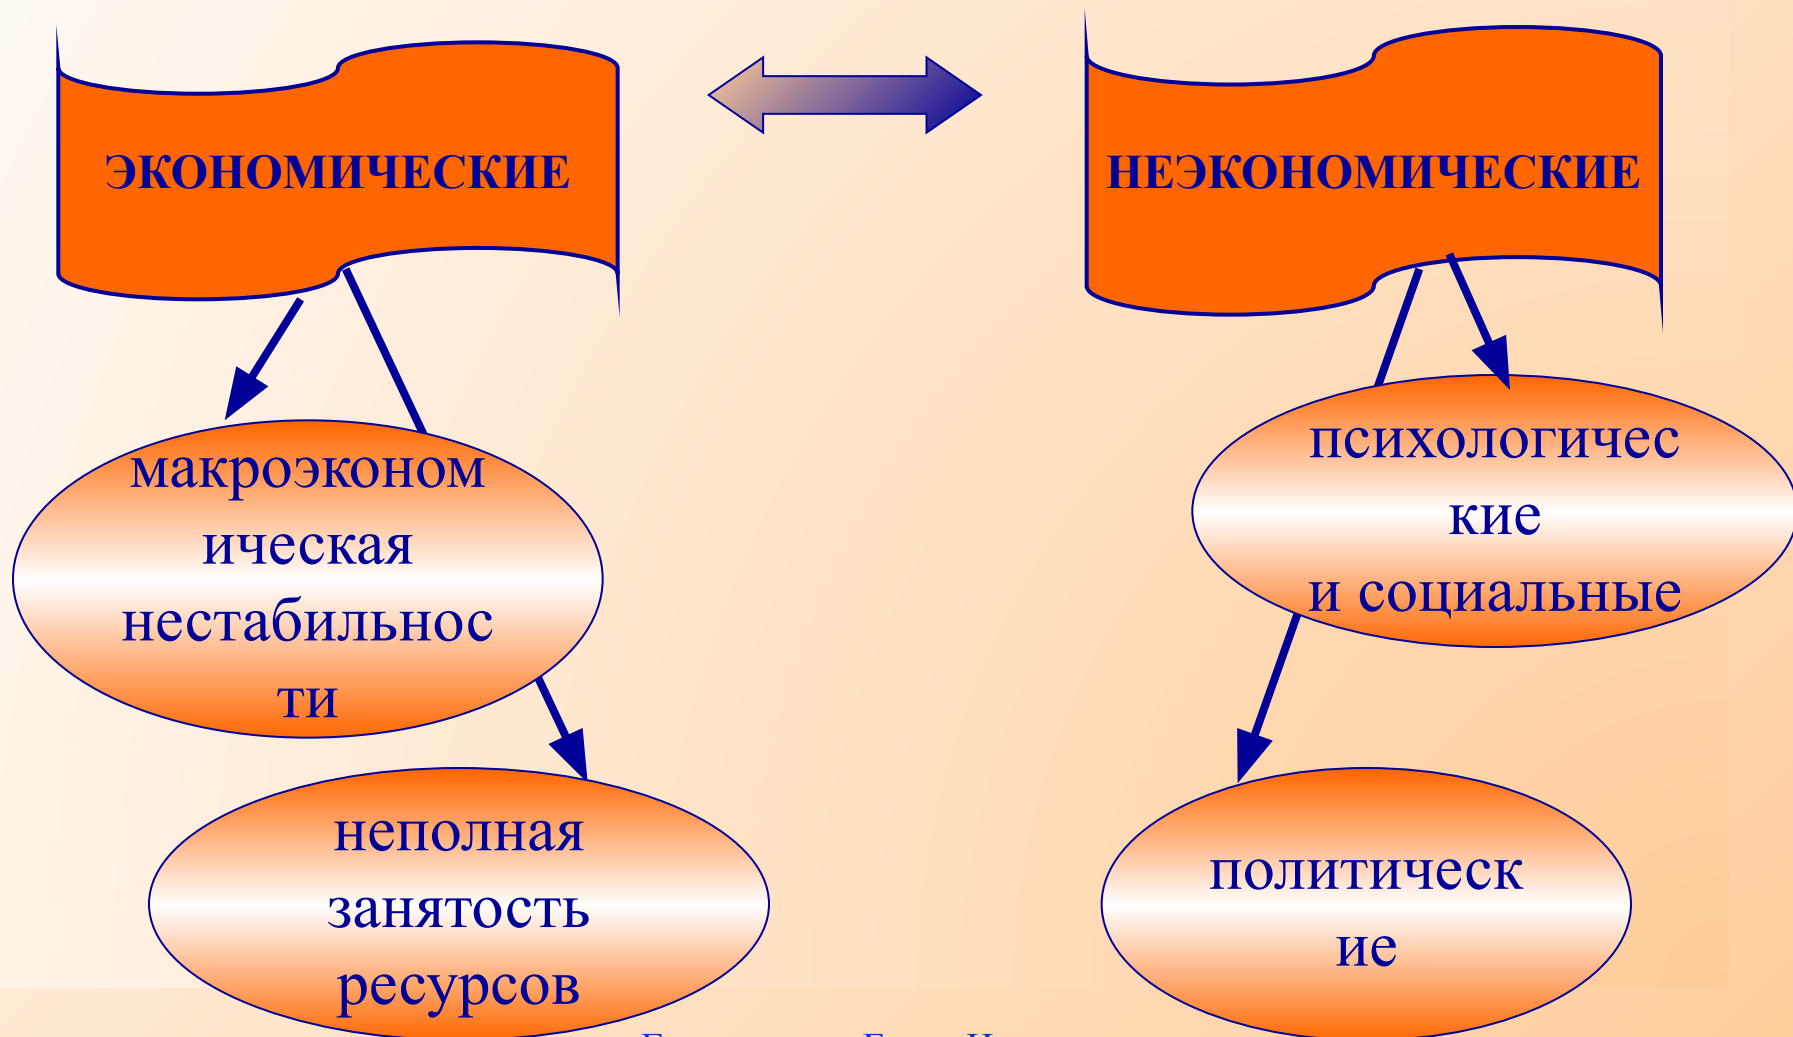 ЭКОНОМИЧЕСКИЕ
НЕЭКОНОМИЧЕСКИЕ
макроэконом
ическая
нестабильнос
ти
психологичес
кие
и социальные
неполная
занятость
ресурсов
политическ
ие